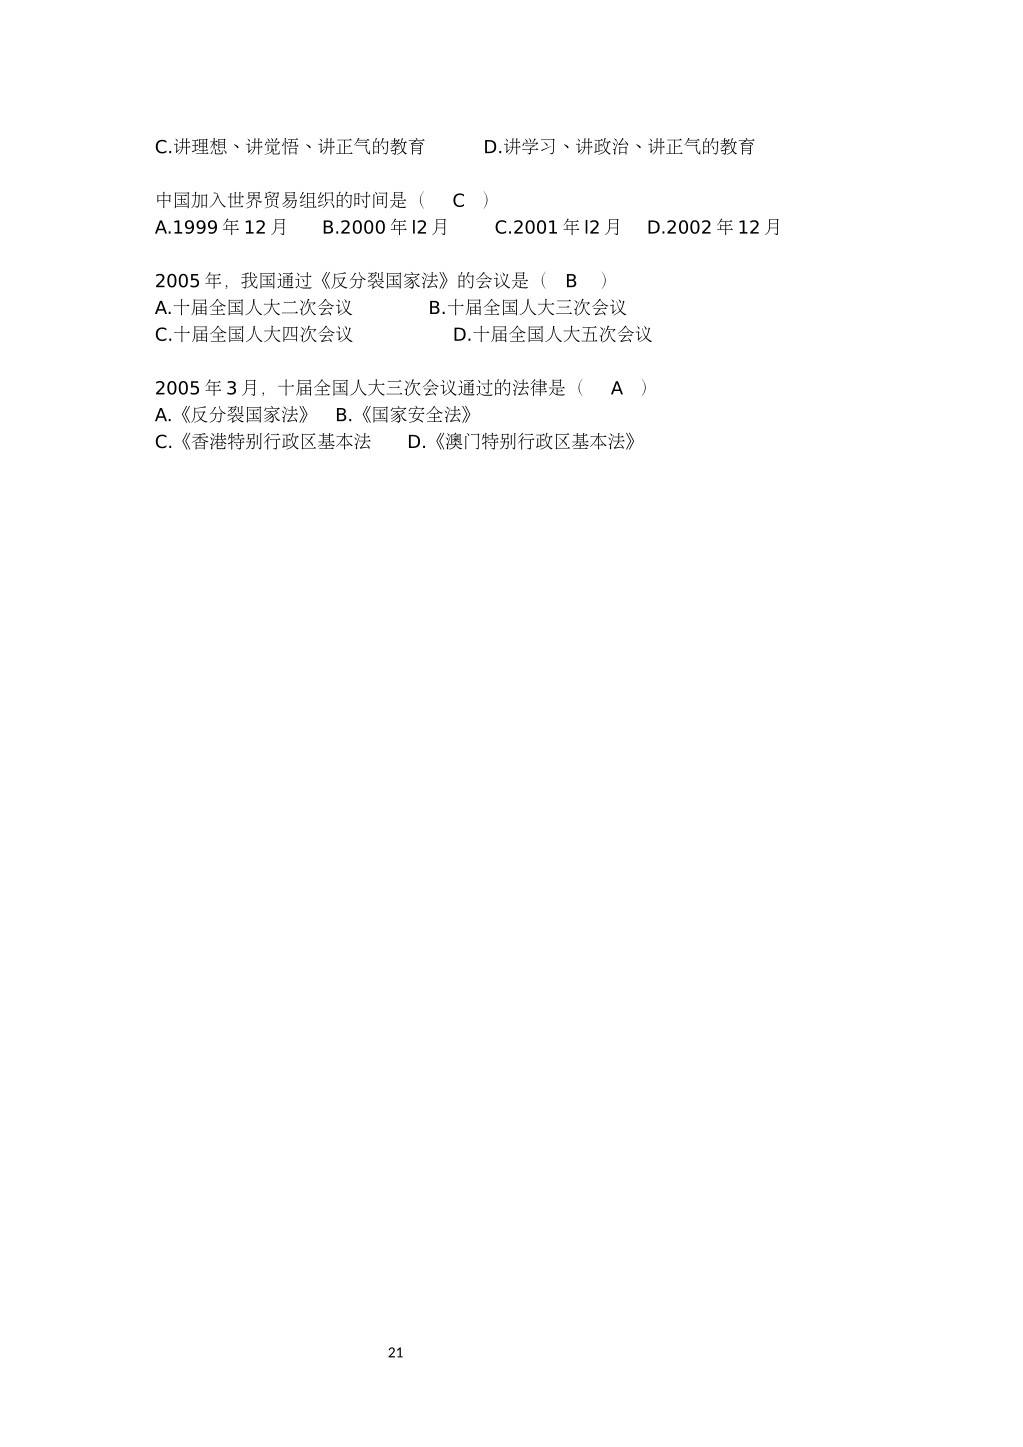 C.讲理想、讲觉悟、讲正气的教育 D.讲学习、讲政治、讲正气的教育
中国加入世界贸易组织的时间是（ C ）
A.1999 年 12 月 B.2000 年 l2 月 C.2001 年 l2 月 D.2002 年 12 月
2005 年，我国通过《反分裂国家法》的会议是（ B ）
A.十届全国人大二次会议 B.十届全国人大三次会议
C.十届全国人大四次会议 D.十届全国人大五次会议
2005 年 3 月，十届全国人大三次会议通过的法律是（ A ）
A.《反分裂国家法》 B.《国家安全法》
C.《香港特别行政区基本法 D.《澳门特别行政区基本法》
21